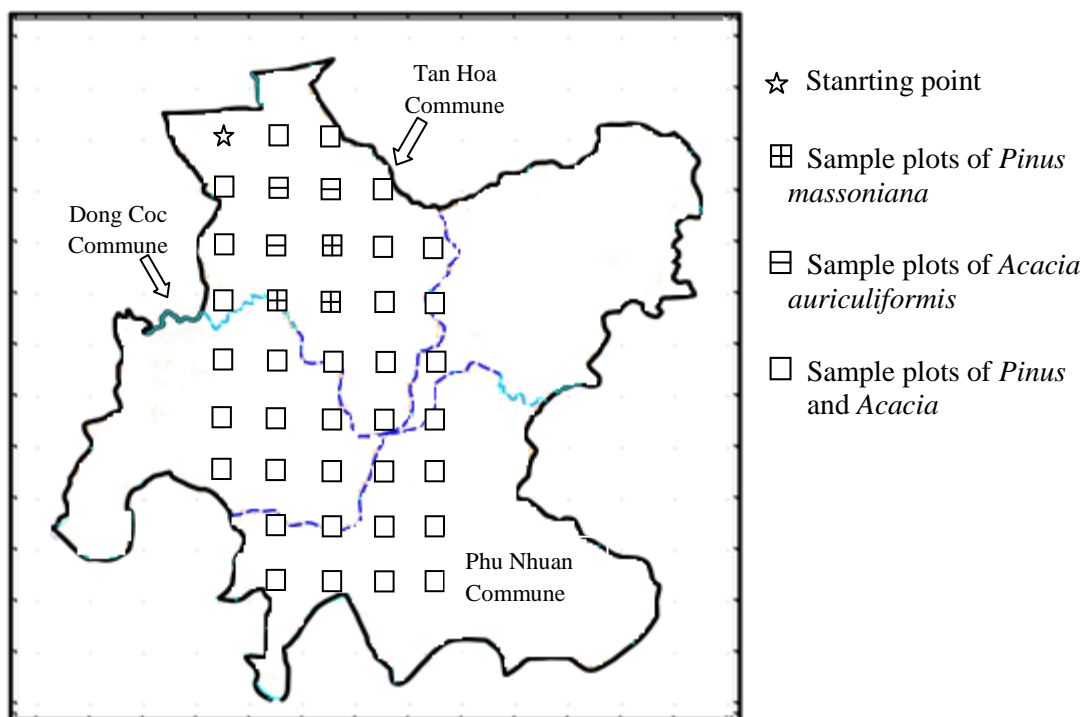 Tan Hoa
Commune
Dong Coc
Commune
Phu Nhuan
Commune
Stanrting point
Sample plots of Pinus
massoniana
Sample plots of Acacia
auriculiformis
Sample plots of Pinus
and Acacia